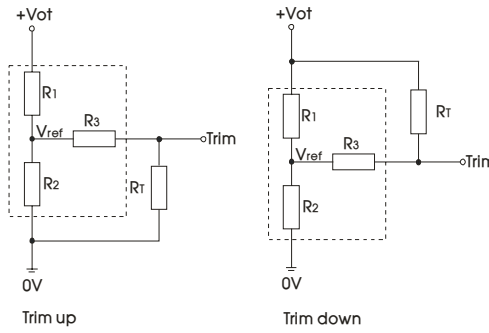 +Vot
R1
Vref
R3
Trim
R2
RT
0V
Trim up
+Vot
R1
RT
Vref
R3
Trim
R2
0V
Trim down